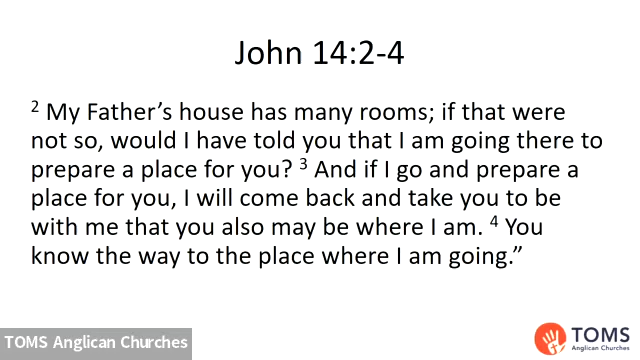 John 14:2-4
² My Father’s house has many rooms; if that were
not so, would I have told you that I am going there to
prepare a place for you? ³ And if I go and prepare a
place for you, I will come back and take you to be
with me that you also may be where I am. ⁴ You
know the way to the place where I am going.”
TOMS Anglican Churches
TOMS
Anglican Churches